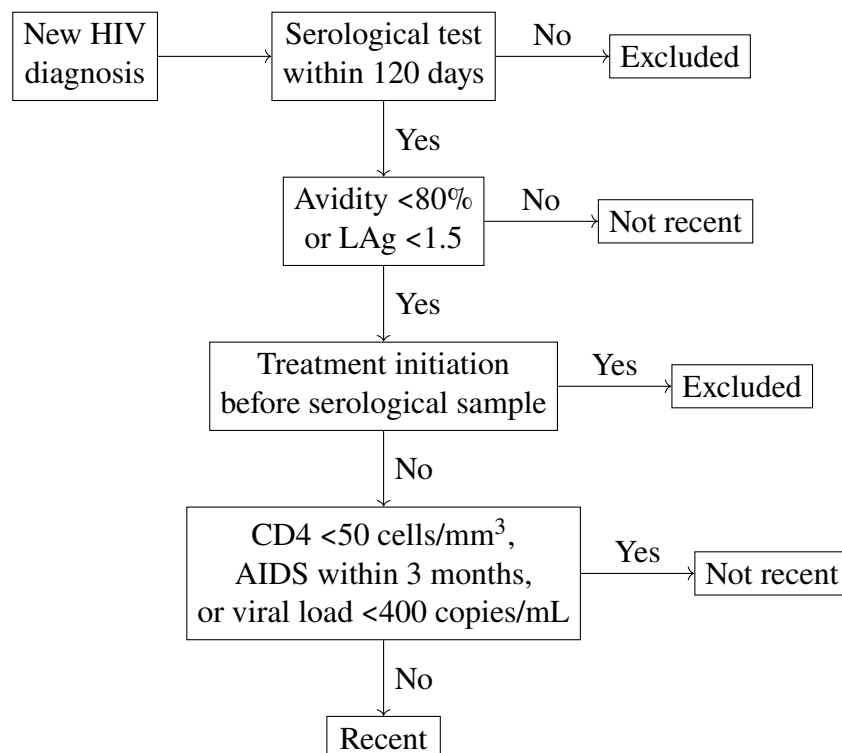 New HIV
diagnosis
Serological test
within 120 days
No
Excluded
Yes
Avidity <80%
or LAg <1.5
No
Not recent
Yes
Treatment initiation
before serological sample
Yes
Excluded
No
CD4 <50 cells/mm³,
AIDS within 3 months,
or viral load <400 copies/mL
Yes
Not recent
No
Recent